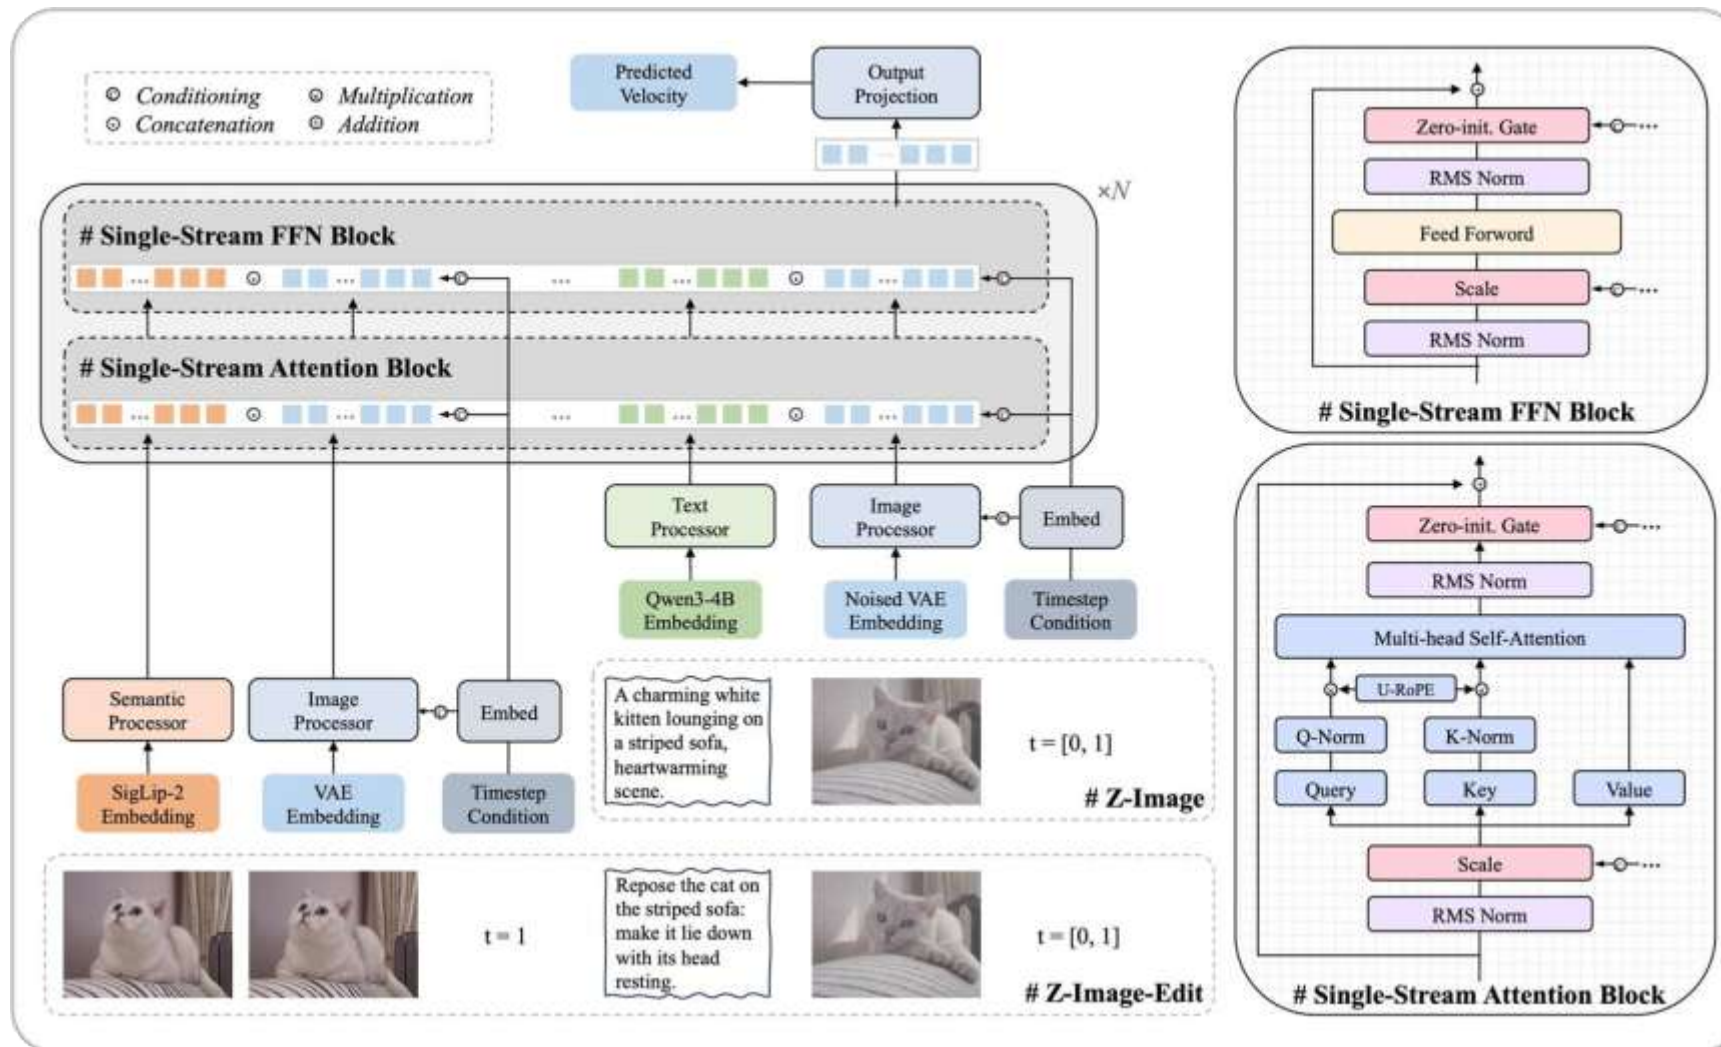 © Conditioning
Multiplication
Concatenation
Addition
Predicted
Velocity
Output
Projection
×N
# Single-Stream FFN Block
... ... ... ... ...
# Single-Stream Attention Block
... ... ... ... ...
Text
Processor
Image
Processor
Embed
Qwen3-4B
Embedding
Noised VAE
Embedding
Timestep
Condition
Semantic
Processor
Image
Processor
Embed
SigLip-2
Embedding
VAE
Embedding
Timestep
Condition
A charming white
kitten lounging on
a striped sofa,
heartwarming
scene.
t = [0, 1]
# Z-Image
t = 1
Repose the cat on
the striped sofa:
make it lie down
with its head
resting.
t = [0, 1]
# Z-Image-Edit
Zero-init. Gate
©...
RMS Norm
Feed Forword
Scale
©...
RMS Norm
# Single-Stream FFN Block
Zero-init. Gate
©...
RMS Norm
Multi-head Self-Attention
U-RoPE
Q-Norm
K-Norm
Query
Key
Value
Scale
©...
RMS Norm
# Single-Stream Attention Block